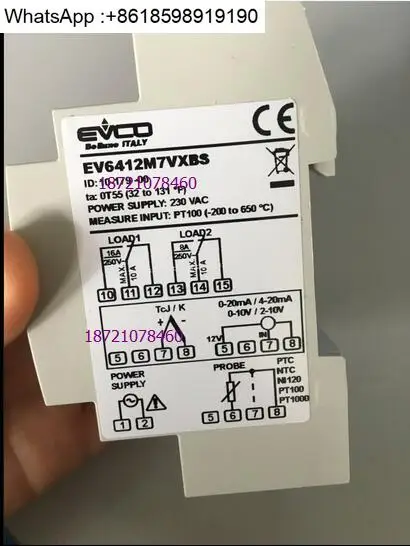 WhatsApp :+8618598919190
EVCO
Belluno ITALY
CE
EV6412M7VXBS
18721078460
ta: 0T55 (32 to 131 °F)
POWER SUPPLY: 230 VAC
MEASURE INPUT: PT100 (-200 to 650 °C)
LOAD1 LOAD2
16A 250V MAX. 10 A 8A 250V MAX. 10 A
10 11 12 13 14 15
TcJ / K
+ -
0-20mA / 4-20mA
0-10V / 2-10V
18721078460
12V IN
5 6 7 8 5 6 7 8
POWER SUPPLY
1 2
PROBE
PTC
NTC
NI120
PT100
PT1000
5 6 7 8